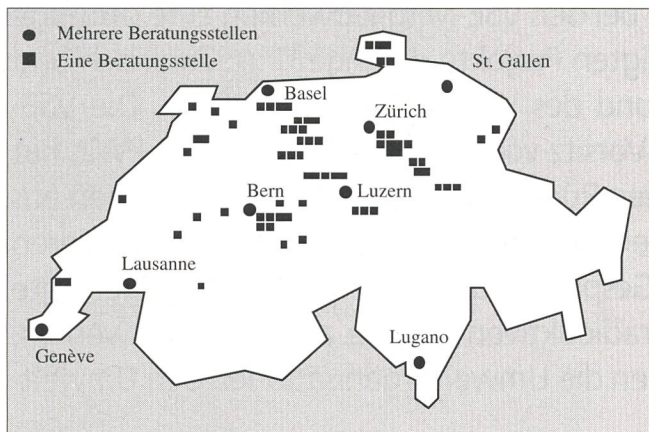 Mehrere Beratungsstellen
Eine Beratungsstelle
St. Gallen
Basel
Zürich
Bern
Luzern
Lausanne
Lugano
Genève